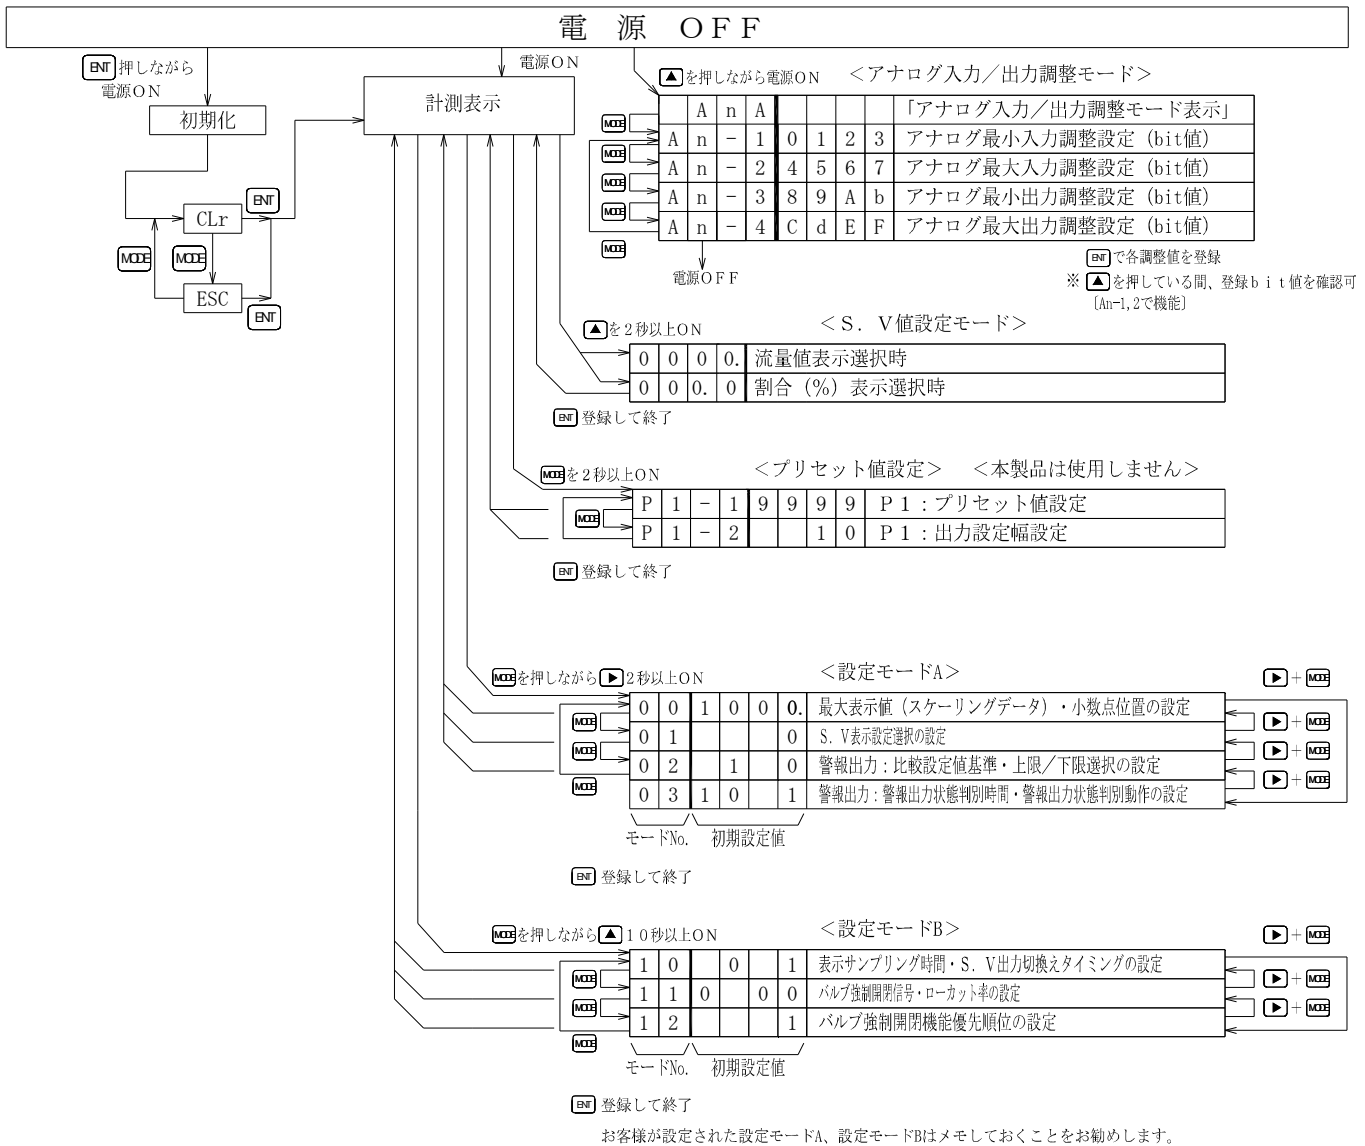 電 源 ＯＦＦ
ENT 押しながら
電源ＯＮ
電源ＯＮ
初期化
計測表示
CLr
ENT
MODE
MODE
ESC
ENT
▲を押しながら電源ＯＮ ＜アナログ入力／出力調整モード＞
A n A 「アナログ入力／出力調整モード表示」
MODE
A n - 1 0 1 2 3 アナログ最小入力調整設定 (bit値)
MODE
A n - 2 4 5 6 7 アナログ最大入力調整設定 (bit値)
MODE
A n - 3 8 9 A b アナログ最小出力調整設定 (bit値)
MODE
A n - 4 C d E F アナログ最大出力調整設定 (bit値)
MODE
電源ＯＦＦ
ENT で各調整値を登録
※ ▲を押している間、登録ｂｉｔ値を確認可
〔An-1,2で機能〕
▲を２秒以上ＯＮ ＜Ｓ．Ｖ値設定モード＞
0 0 0 0. 流量値表示選択時
0 0 0. 0 割合（％）表示選択時
ENT 登録して終了
MODEを２秒以上ＯＮ ＜プリセット値設定＞ ＜本製品は使用しません＞
P 1 - 1 9 9 9 9 Ｐ１：プリセット値設定
MODE
P 1 - 2 1 0 Ｐ１：出力設定幅設定
ENT 登録して終了
MODEを押しながら▶２秒以上ＯＮ ＜設定モードA＞ ▶＋MODE
0 0 1 0 0 0. 最大表示値（スケーリングデータ）・小数点位置の設定
MODE ▶＋MODE
0 1 0 S. V表示設定選択の設定
MODE ▶＋MODE
0 2 1 0 警報出力：比較設定値基準・上限／下限選択の設定
MODE ▶＋MODE
0 3 1 0 1 警報出力：警報出力状態判別時間・警報出力状態判別動作の設定
モードNo. 初期設定値
ENT 登録して終了
MODEを押しながら▲１０秒以上ＯＮ ＜設定モードB＞ ▶＋MODE
1 0 0 1 表示サンプリング時間・Ｓ．Ｖ出力切換えタイミングの設定
MODE ▶＋MODE
1 1 0 0 0 バルブ強制開閉信号・ローカット率の設定
MODE ▶＋MODE
1 2 1 バルブ強制開閉機能優先順位の設定
MODE
モードNo. 初期設定値
ENT 登録して終了
お客様が設定された設定モードA、設定モードBはメモしておくことをお勧めします。